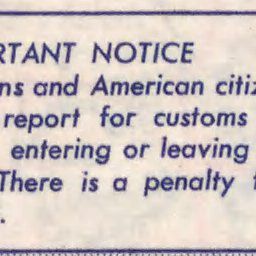 RTANT NOTICE
ns and American citiz
report for customs
entering or leaving
There is a penalty f
.